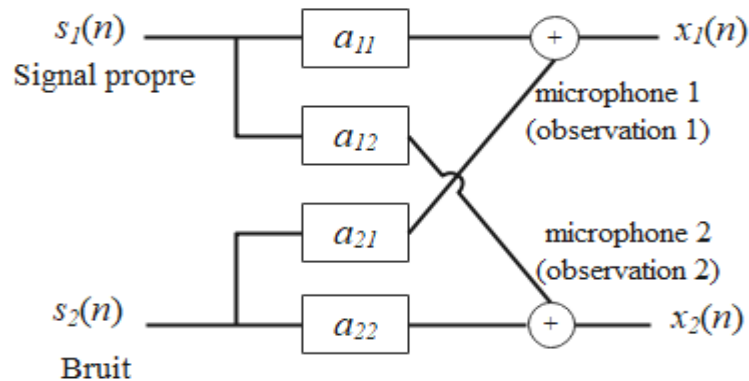 s₁(n)
Signal propre
a₁₁
+
x₁(n)
microphone 1
(observation 1)
a₁₂
a₂₁
microphone 2
(observation 2)
s₂(n)
Bruit
a₂₂
+
x₂(n)